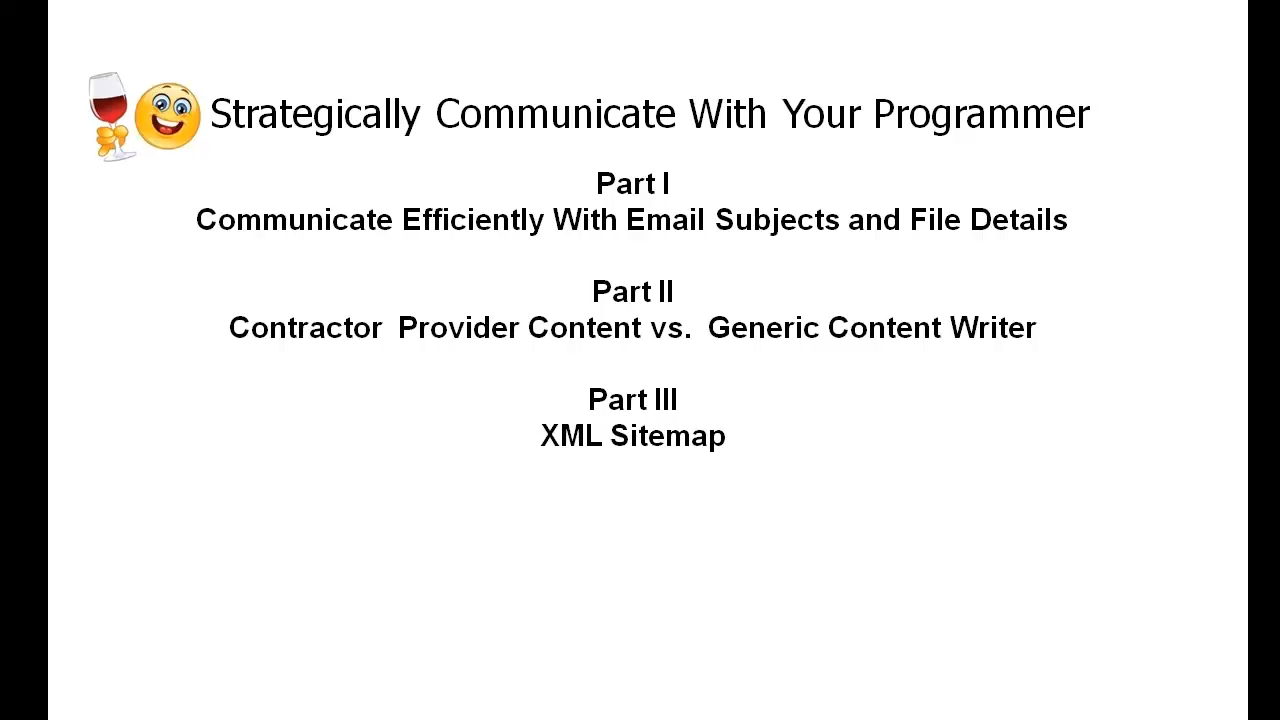 Strategically Communicate With Your Programmer
Part I
Communicate Efficiently With Email Subjects and File Details
Part II
Contractor  Provider Content vs.  Generic Content Writer
Part III
XML Sitemap